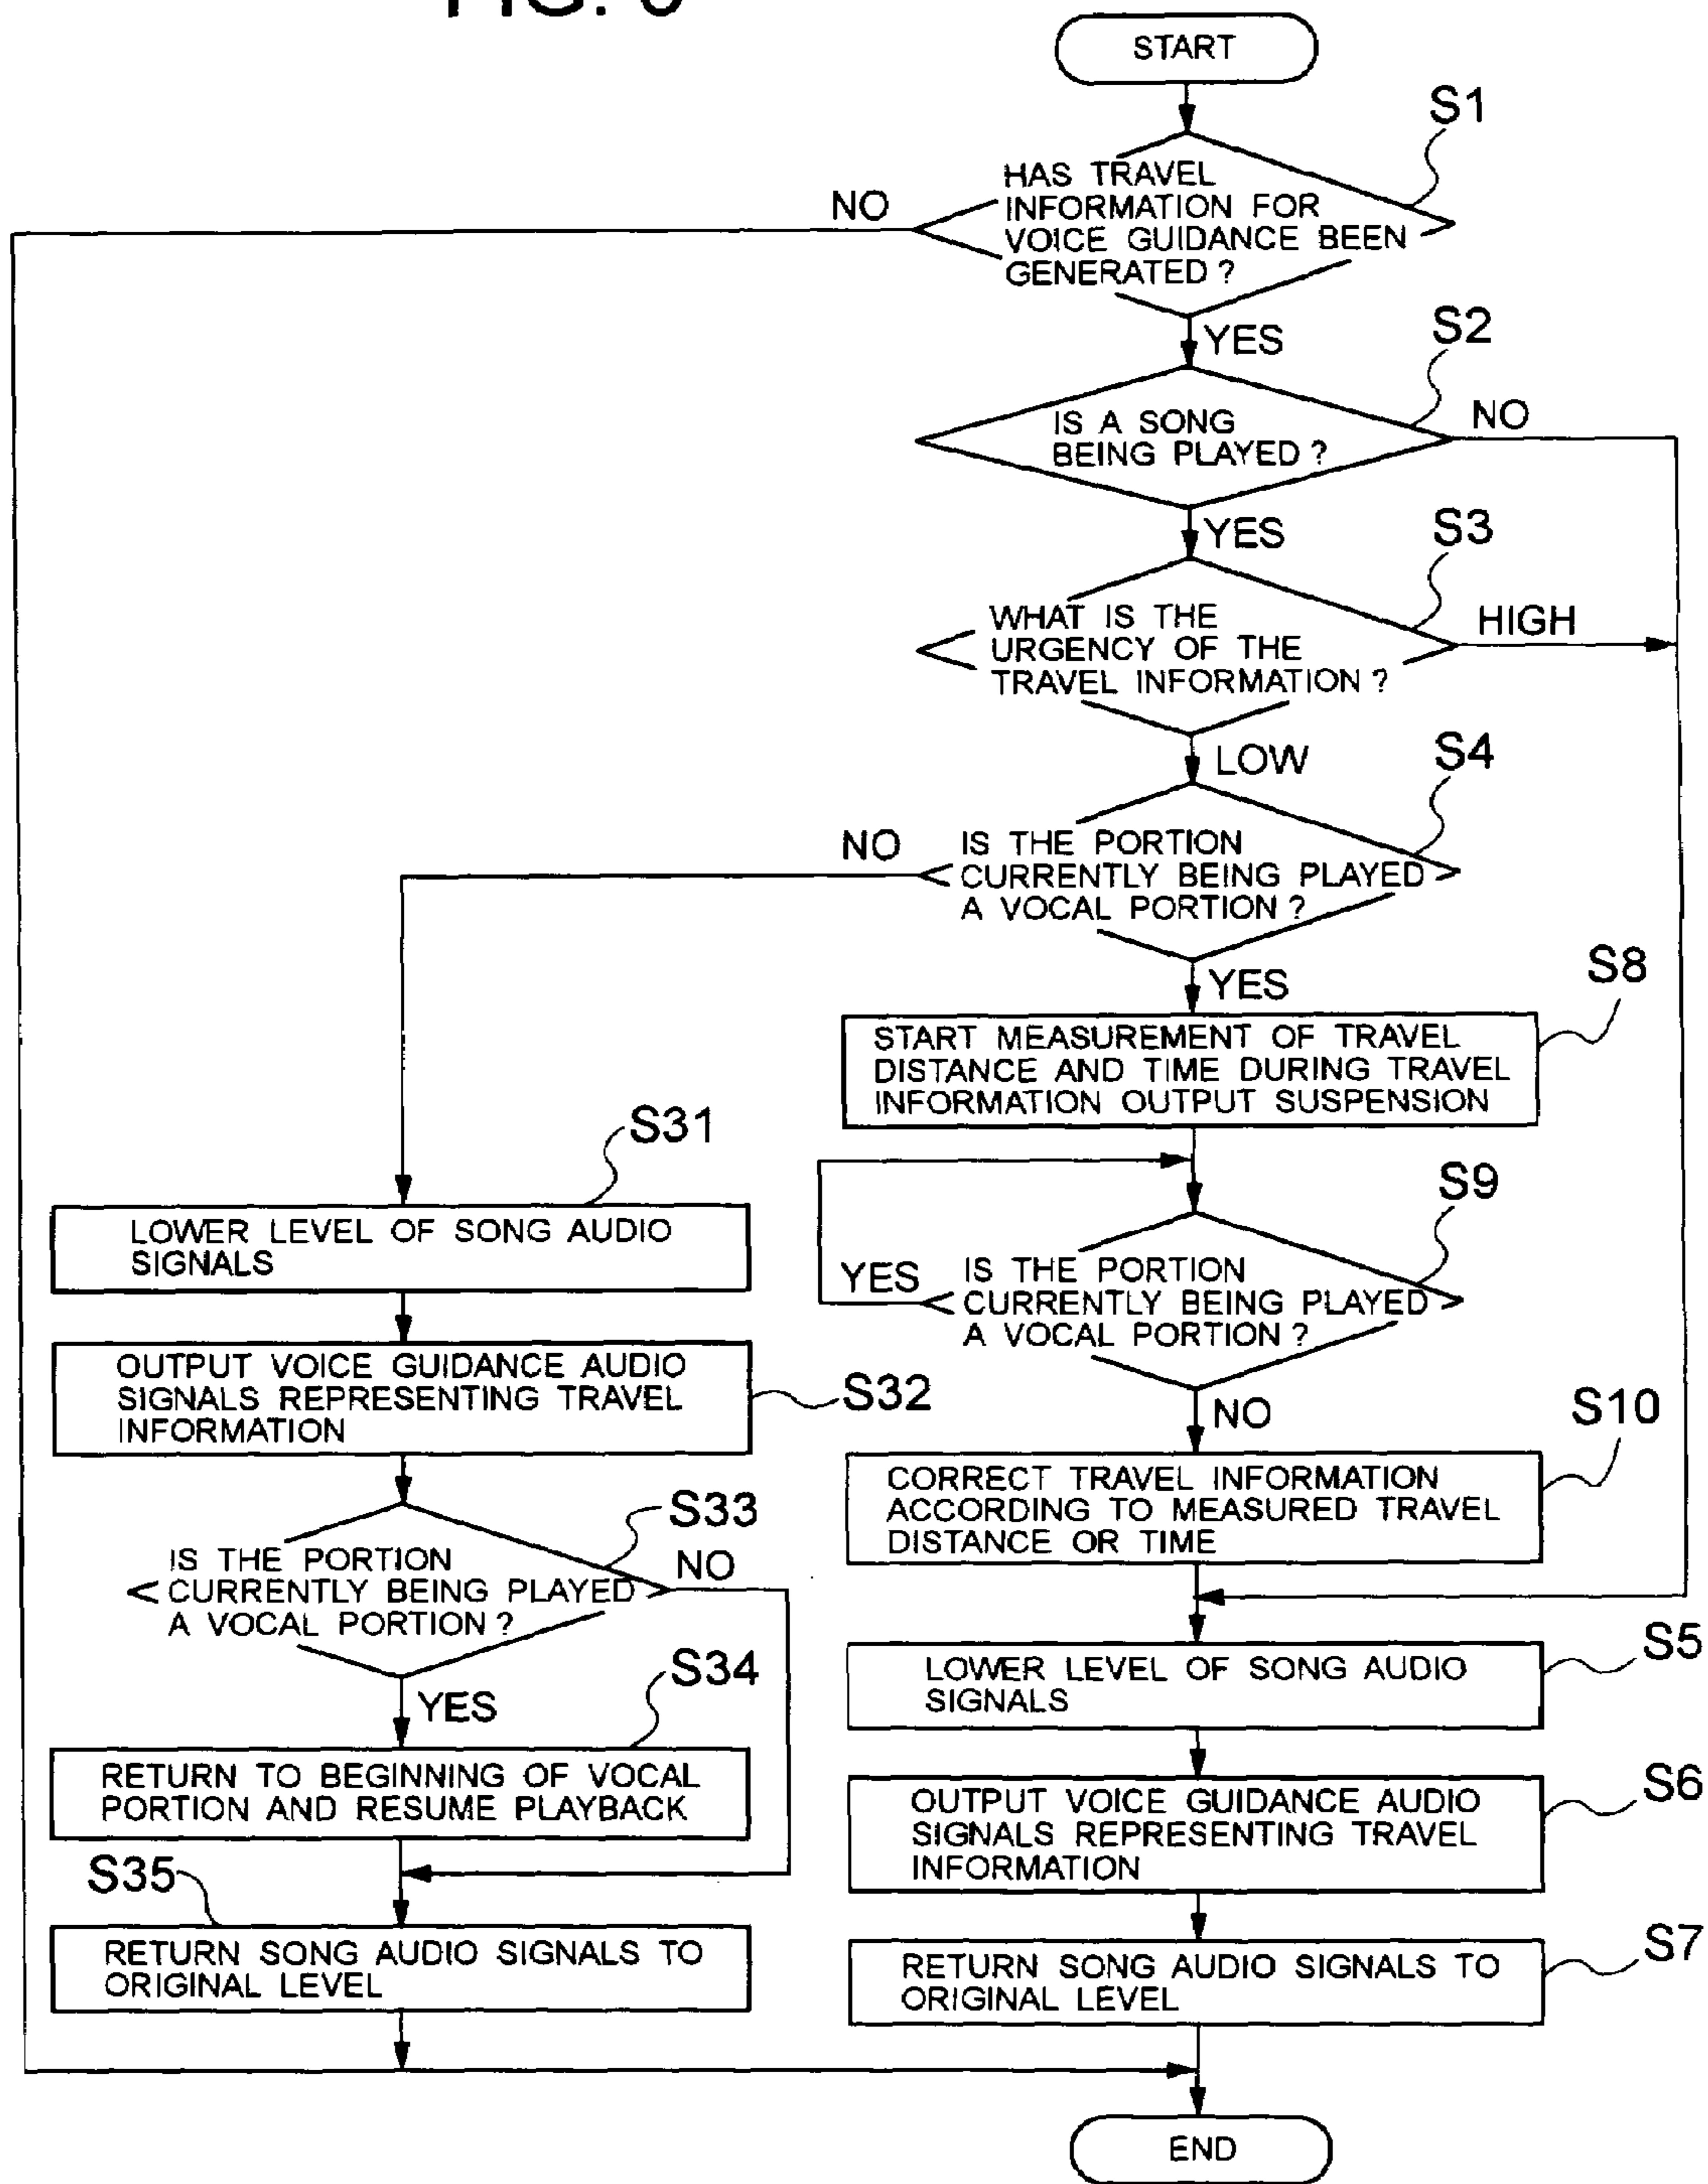 START
S1
HAS TRAVEL
INFORMATION FOR
VOICE GUIDANCE BEEN
GENERATED ?
NO
YES
S2
IS A SONG
BEING PLAYED ?
NO
YES
S3
WHAT IS THE
URGENCY OF THE
TRAVEL INFORMATION ?
HIGH
LOW
S4
IS THE PORTION
CURRENTLY BEING PLAYED
A VOCAL PORTION ?
NO
YES
S8
START MEASUREMENT OF TRAVEL
DISTANCE AND TIME DURING TRAVEL
INFORMATION OUTPUT SUSPENSION
S9
IS THE PORTION
CURRENTLY BEING PLAYED
A VOCAL PORTION ?
YES
NO
S10
CORRECT TRAVEL INFORMATION
ACCORDING TO MEASURED TRAVEL
DISTANCE OR TIME
S5
LOWER LEVEL OF SONG AUDIO
SIGNALS
S6
OUTPUT VOICE GUIDANCE AUDIO
SIGNALS REPRESENTING TRAVEL
INFORMATION
S7
RETURN SONG AUDIO SIGNALS TO
ORIGINAL LEVEL
S31
LOWER LEVEL OF SONG AUDIO
SIGNALS
S32
OUTPUT VOICE GUIDANCE AUDIO
SIGNALS REPRESENTING TRAVEL
INFORMATION
S33
IS THE PORTION
CURRENTLY BEING PLAYED
A VOCAL PORTION ?
NO
YES
S34
RETURN TO BEGINNING OF VOCAL
PORTION AND RESUME PLAYBACK
S35
RETURN SONG AUDIO SIGNALS TO
ORIGINAL LEVEL
END